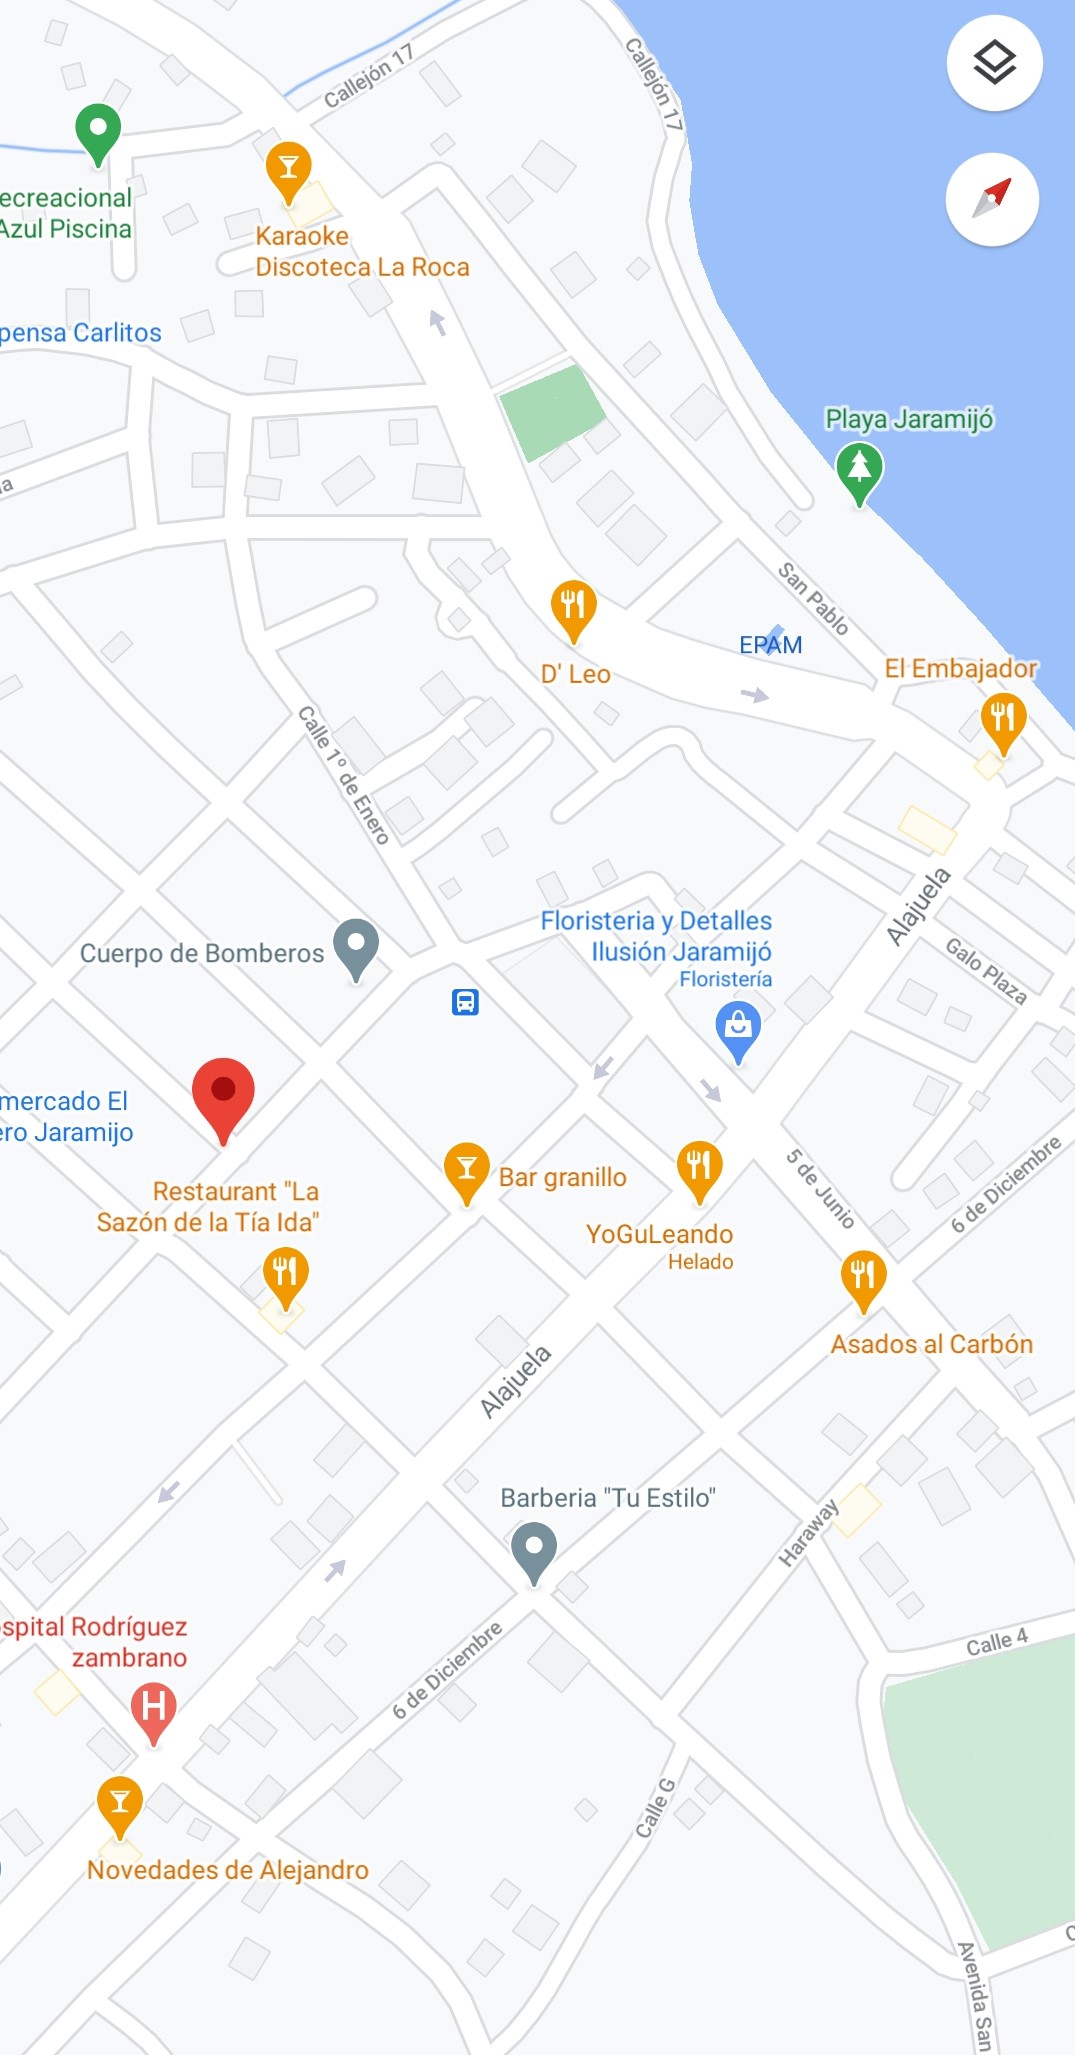 Callejón 17
Callejón 17
ecreacional
Azul Piscina
Karaoke
Discoteca La Roca
pensa Carlitos
Playa Jaramijó
a
San Pablo
EPAM
D' Leo
El Embajador
Calle 1º de Enero
Alajuela
Floristeria y Detalles
Ilusión Jaramijó
Floristería
Cuerpo de Bomberos
Galo Plaza
mercado El
ero Jaramijo
5 de Junio
6 de Diciembre
Bar granillo
Restaurant "La
Sazón de la Tía Ida"
YoGuLeando
Helado
Asados al Carbón
Alajuela
Barberia "Tu Estilo"
Haraway
spital Rodríguez
zambrano
H
6 de Diciembre
Calle 4
Calle G
Novedades de Alejandro
C
Avenida San